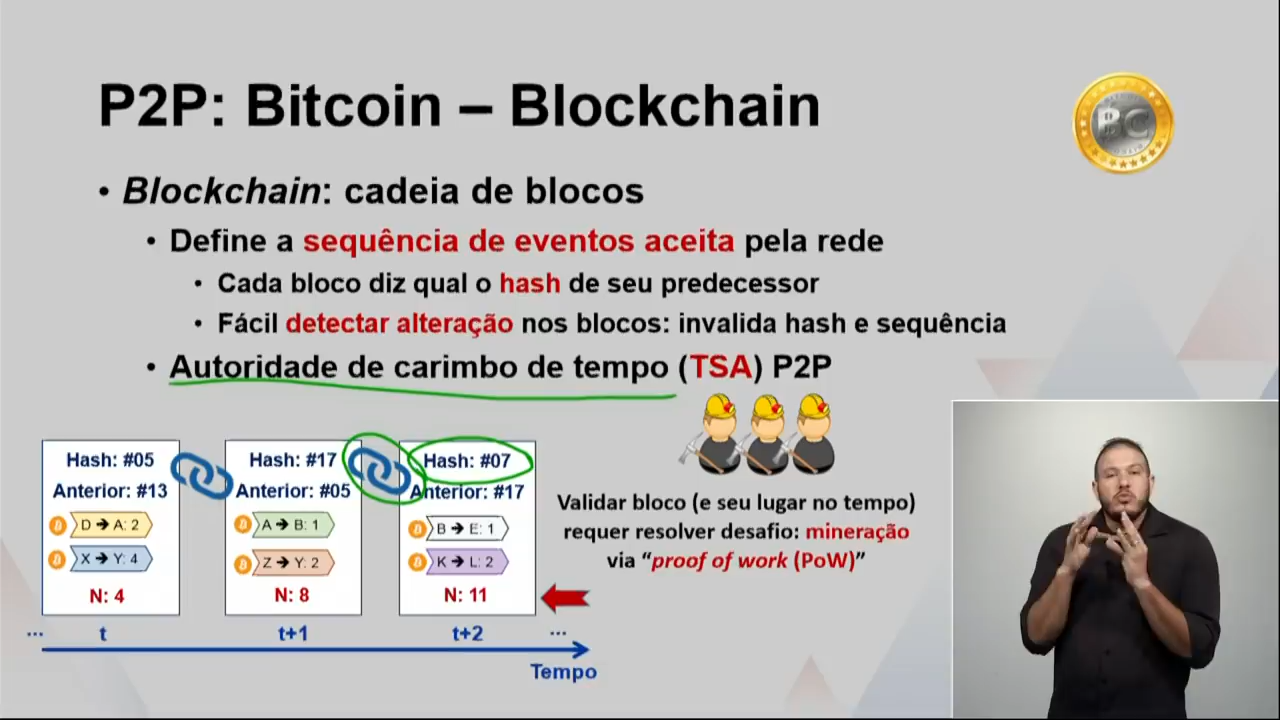 P2P: Bitcoin – Blockchain
BC
• Blockchain: cadeia de blocos
• Define a sequência de eventos aceita pela rede
• Cada bloco diz qual o hash de seu predecessor
• Fácil detectar alteração nos blocos: invalida hash e sequência
• Autoridade de carimbo de tempo (TSA) P2P
Hash: #05
Anterior: #13
D ➔ A: 2
X ➔ Y: 4
N: 4
Hash: #17
Anterior: #05
A ➔ B: 1
Z ➔ Y: 2
N: 8
Hash: #07
Anterior: #17
B ➔ E: 1
K ➔ L: 2
N: 11
Validar bloco (e seu lugar no tempo)
requer resolver desafio: mineração
via “proof of work (PoW)”
... t t+1 t+2 ...
Tempo